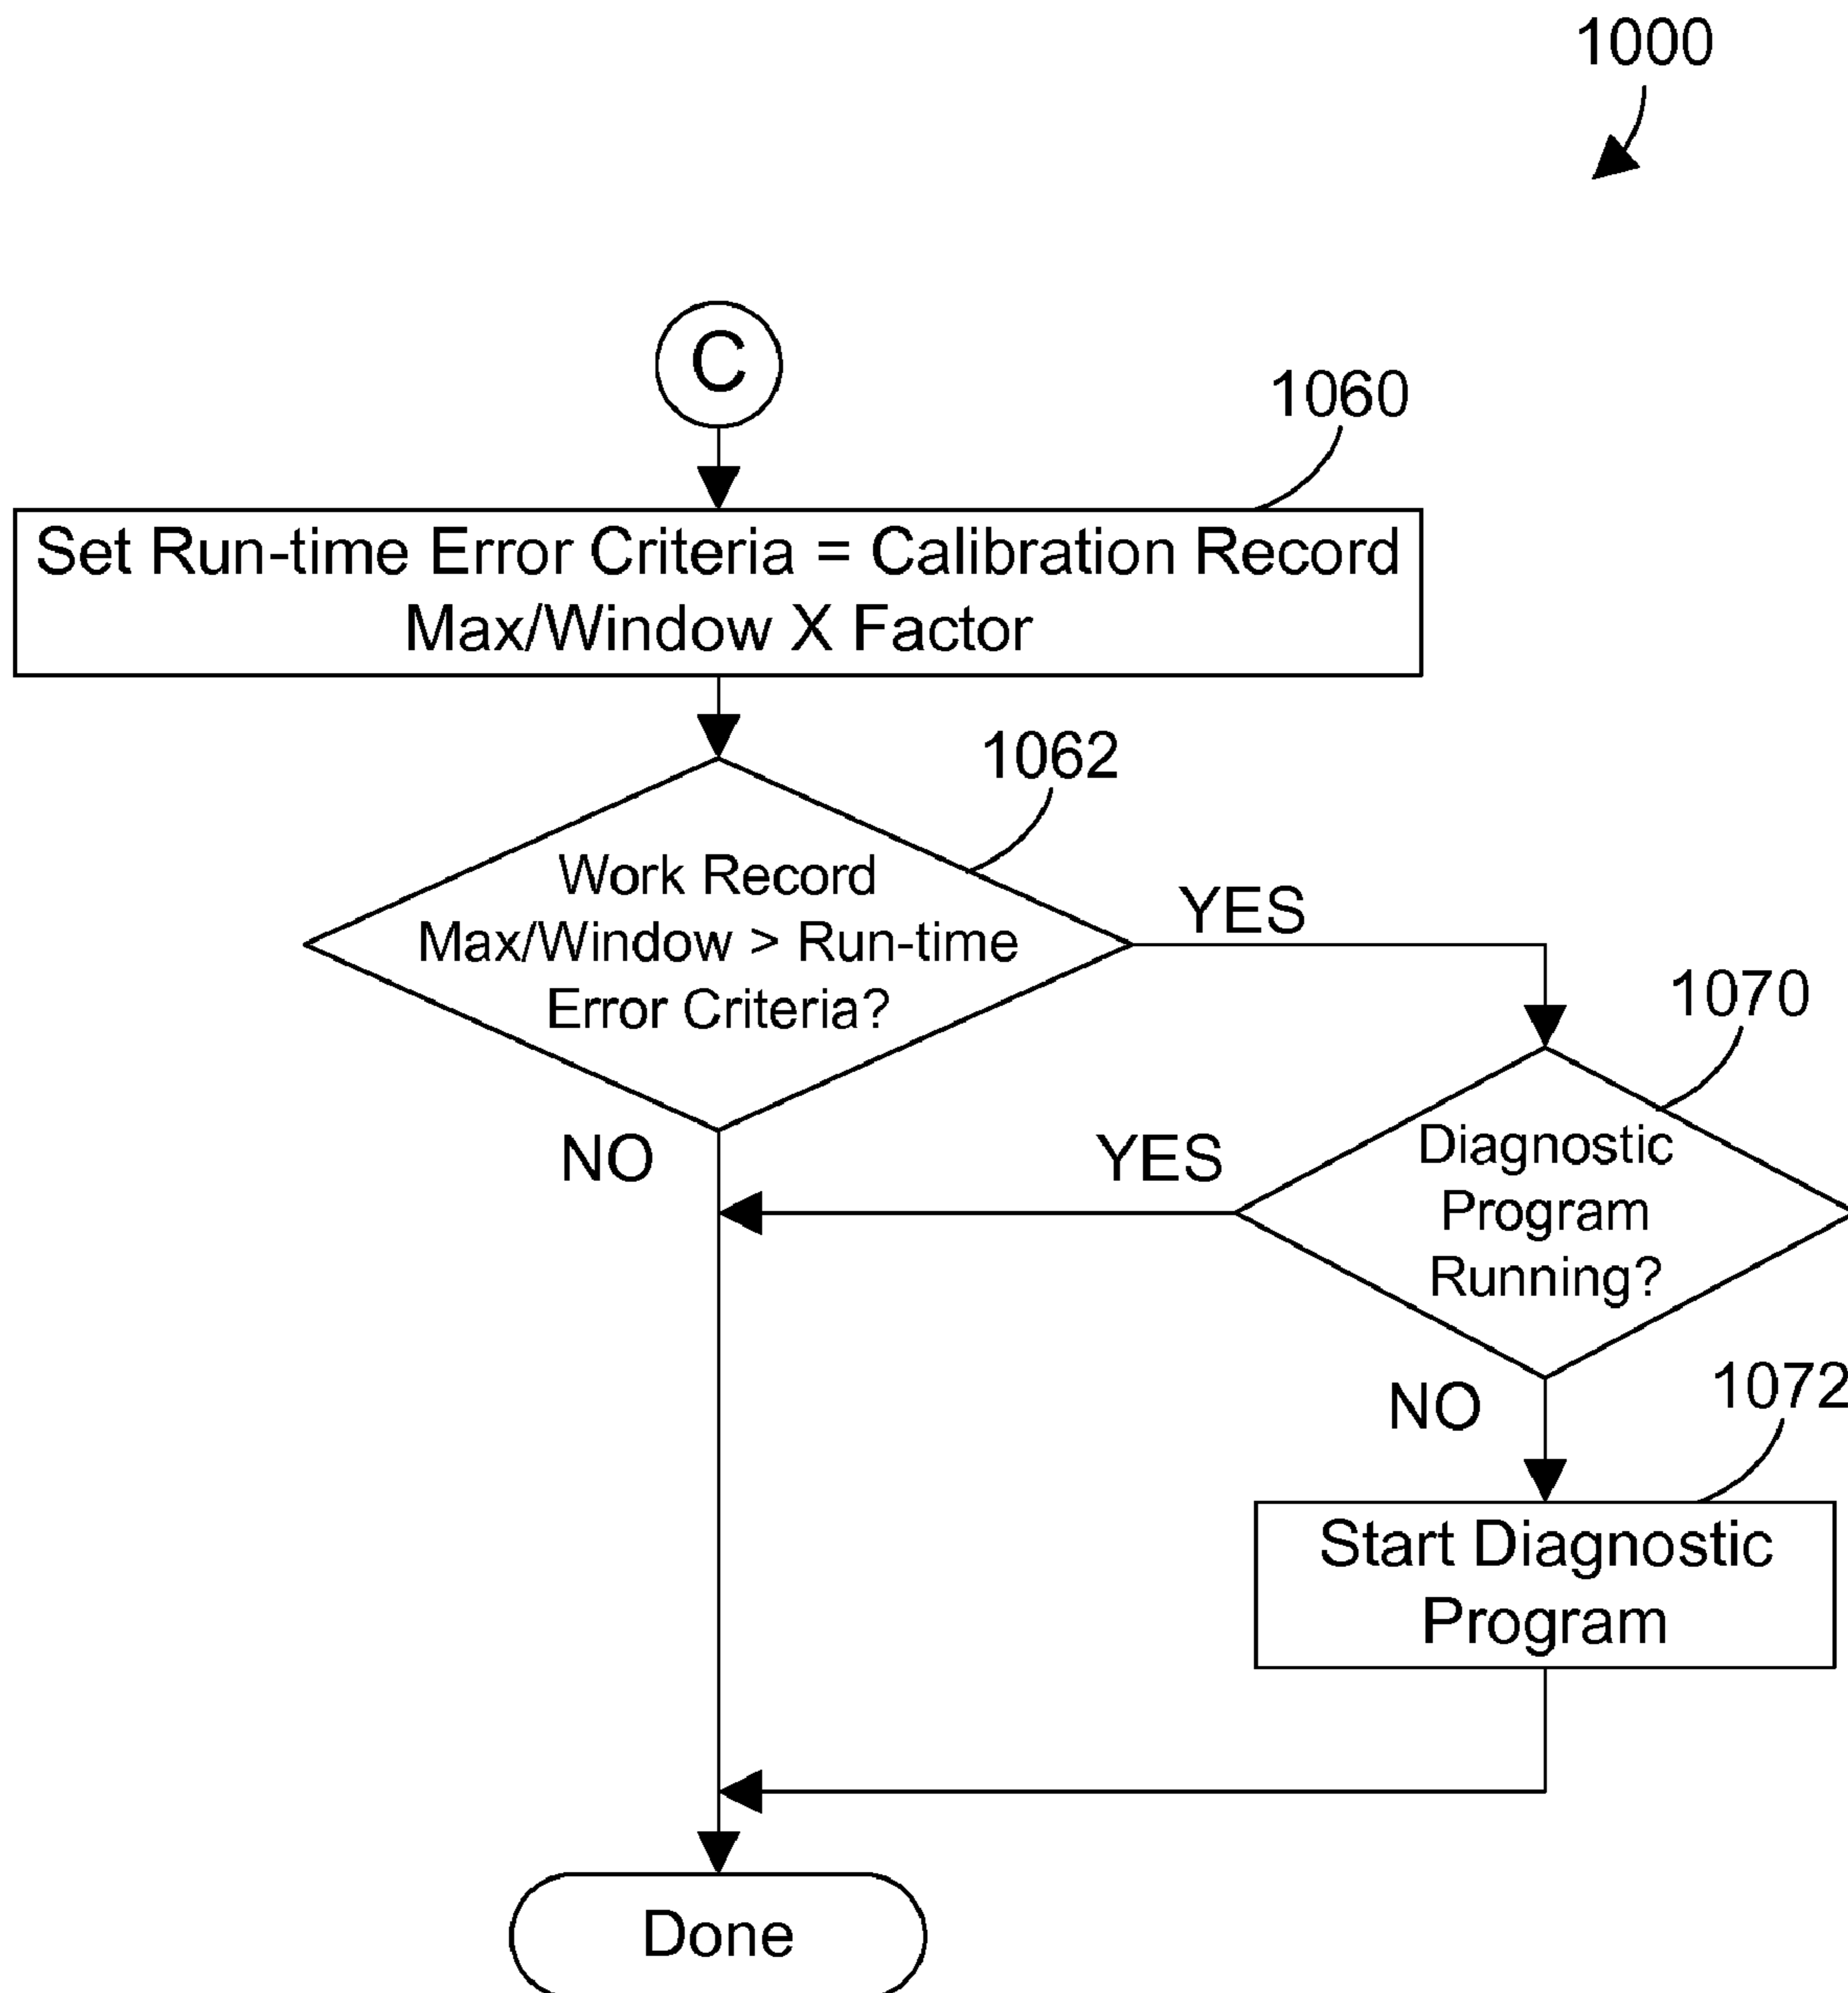 1000
C
1060
Set Run-time Error Criteria = Calibration Record
Max/Window X Factor
1062
Work Record
Max/Window > Run-time
Error Criteria?
YES
NO
1070
Diagnostic
Program
Running?
YES
NO
1072
Start Diagnostic
Program
Done